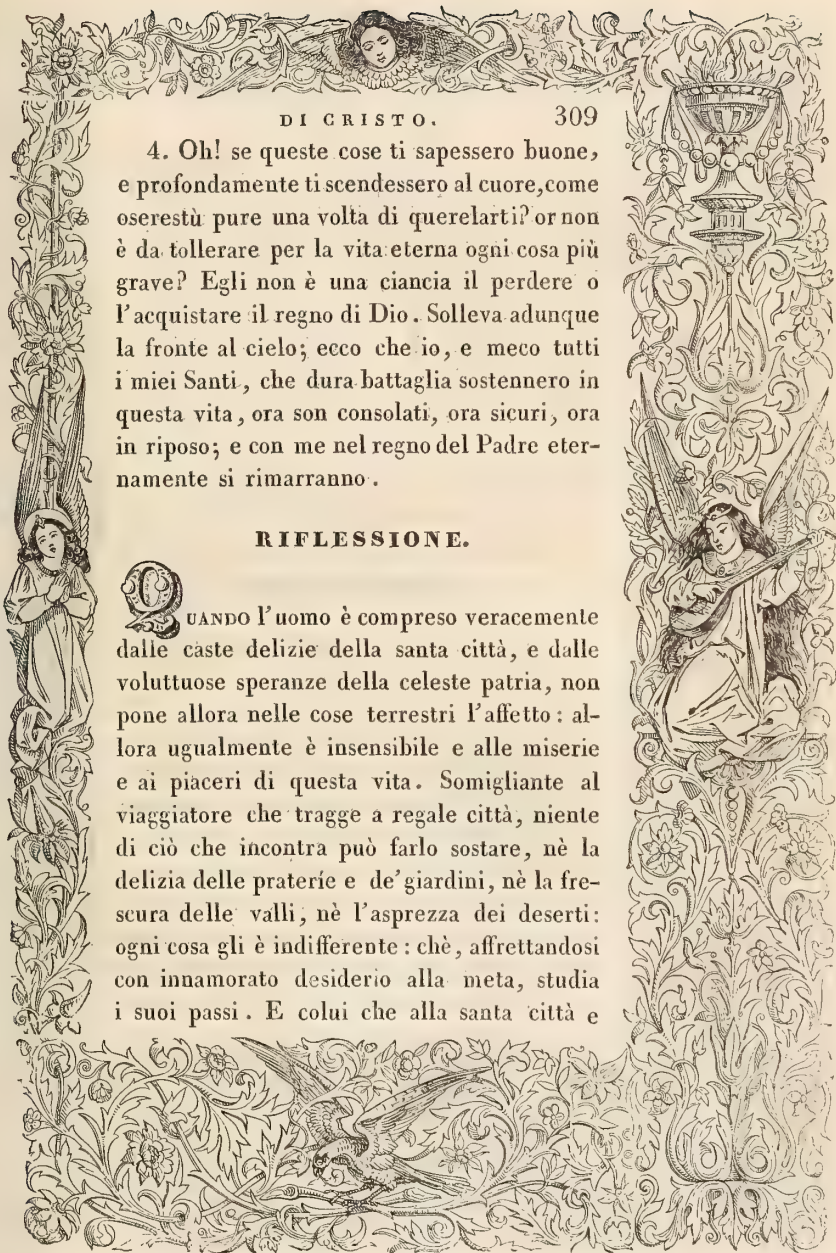 DI CRISTO. 309
4. Oh! se queste cose ti sapessero buone,
e profondamente ti scendessero al cuore, come
oserestù pure una volta di querelarti? or non
è da tollerare per la vita eterna ogni cosa più
grave? Egli non è una ciancia il perdere o
l'acquistare il regno di Dio. Solleva adunque
la fronte al cielo; ecco che io, e meco tutti
i miei Santi, che dura battaglia sostennero in
questa vita, ora son consolati, ora sicuri, ora
in riposo; e con me nel regno del Padre eter-
namente si rimarranno.
RIFLESSIONE.
QUANDO l'uomo è compreso veracemente
dalle caste delizie della santa città, e dalle
voluttuose speranze della celeste patria, non
pone allora nelle cose terrestri l'affetto: al-
lora ugualmente è insensibile e alle miserie
e ai piaceri di questa vita. Somigliante al
viaggiatore che tragge a regale città, niente
di ciò che incontra può farlo sostare, nè la
delizia delle praterie e de' giardini, nè la fre-
scura delle valli, nè l'asprezza dei deserti:
ogni cosa gli è indifferente: chè, affrettandosi
con innamorato desiderio alla meta, studia
i suoi passi. E colui che alla santa città e